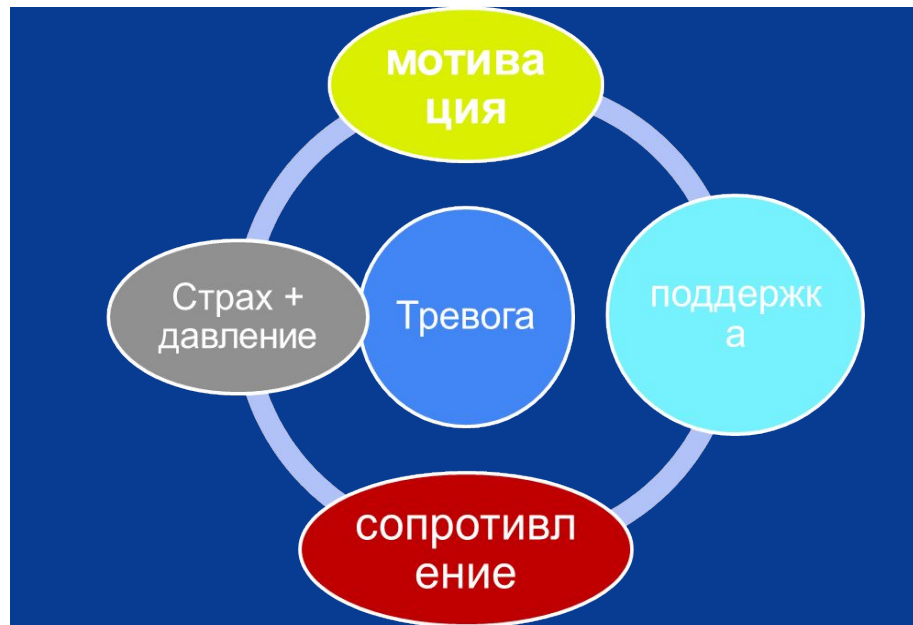 мотива
ция
Страх +
давление
Тревога
поддержк
а
сопротивл
ение